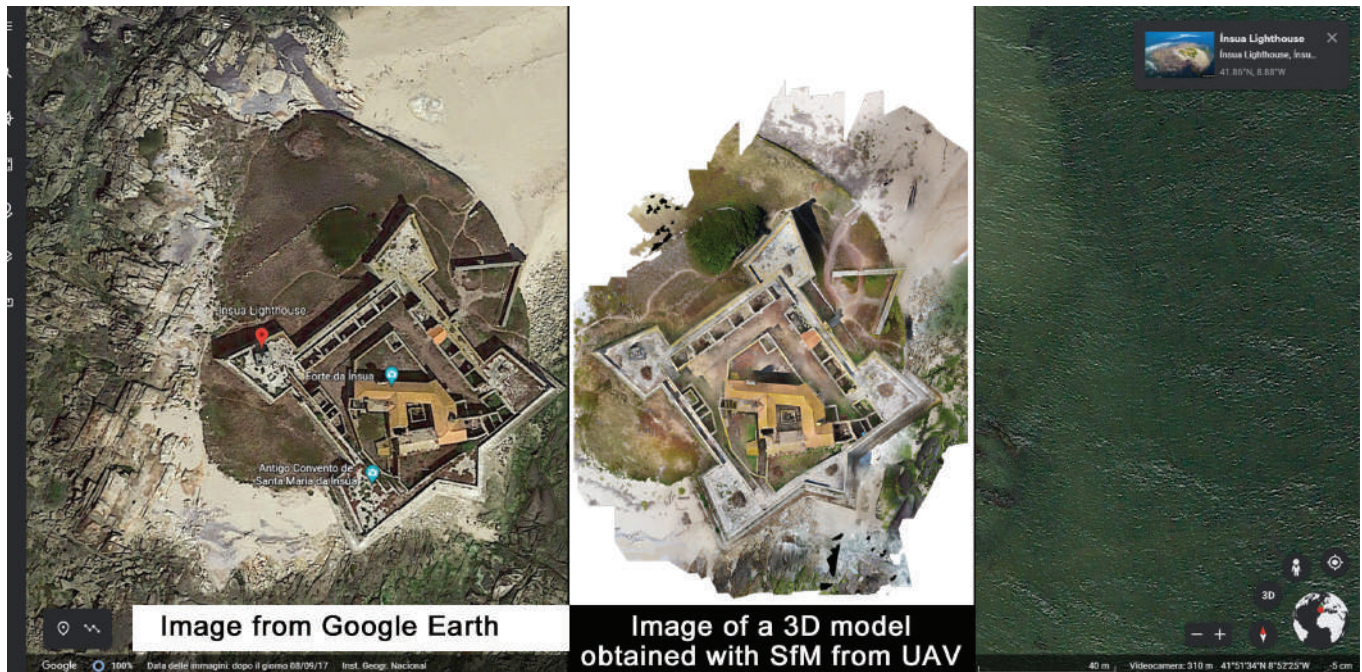 Ínsua Lighthouse
Ínsua Lighthouse, Ínsu...
41.86°N, 8.88°W
Ínsua Lighthouse
Forte da Ínsua
Antigo Convento de
Santa Maria da Ínsua
Image from Google Earth
Image of a 3D model
obtained with SfM from UAV
3D
Google 100% Data delle immagini: dopo il giorno 08/09/17 Inst. Geogr. Nacional
40 m Videocamera: 310 m 41°51'34"N 8°52'25"W -5 cm